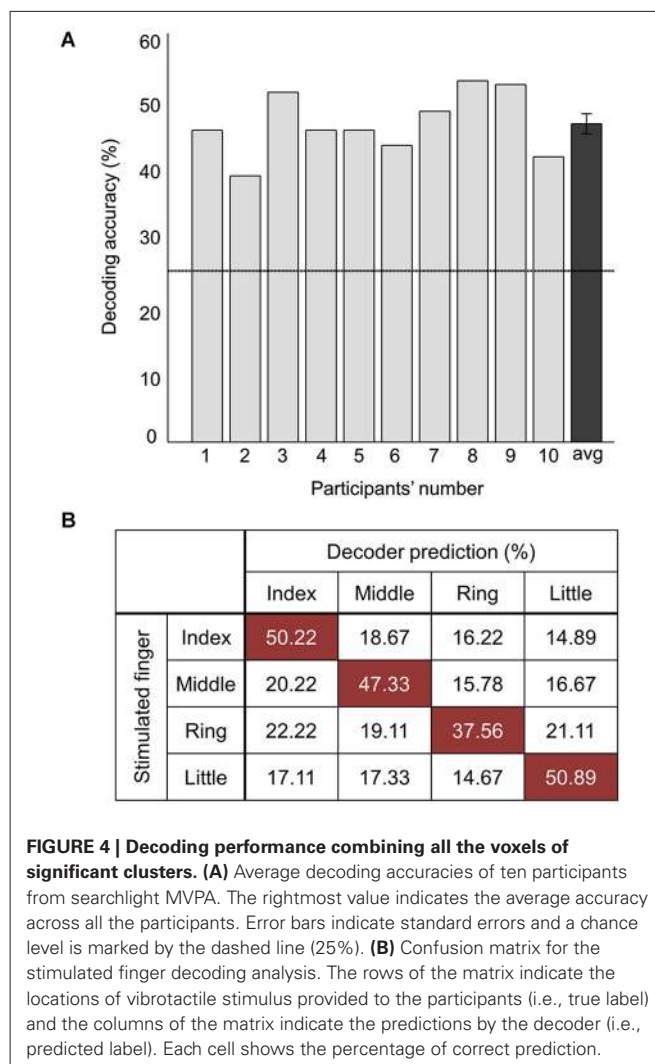 A
60
50
40
30
20
10
0
Decoding accuracy (%)
1 2 3 4 5 6 7 8 9 10 avg
Participants' number
B
Decoder prediction (%)
Index Middle Ring Little
Stimulated finger
Index 50.22 18.67 16.22 14.89
Middle 20.22 47.33 15.78 16.67
Ring 22.22 19.11 37.56 21.11
Little 17.11 17.33 14.67 50.89
FIGURE 4 | Decoding performance combining all the voxels of
significant clusters. (A) Average decoding accuracies of ten participants
from searchlight MVPA. The rightmost value indicates the average accuracy
across all the participants. Error bars indicate standard errors and a chance
level is marked by the dashed line (25%). (B) Confusion matrix for the
stimulated finger decoding analysis. The rows of the matrix indicate the
locations of vibrotactile stimulus provided to the participants (i.e., true label)
and the columns of the matrix indicate the predictions by the decoder (i.e.,
predicted label). Each cell shows the percentage of correct prediction.